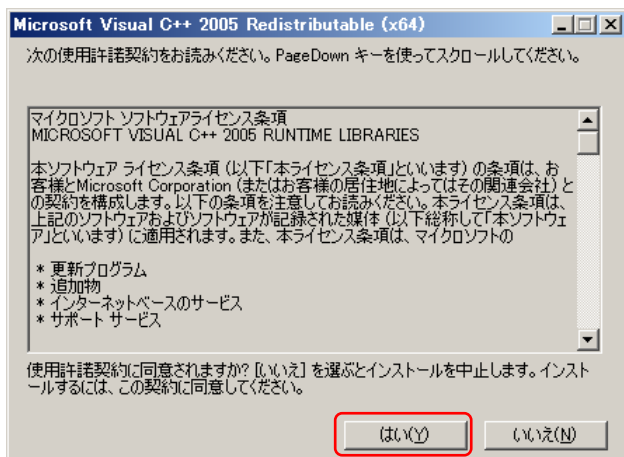 Microsoft Visual C++ 2005 Redistributable (x64)
次の使用許諾契約をお読みください。PageDown キーを使ってスクロールしてください。
マイクロソフト ソフトウェアライセンス条項
MICROSOFT VISUAL C++ 2005 RUNTIME LIBRARIES
本ソフトウェア ライセンス条項 (以下「本ライセンス条項」といいます) の条項は、お
客様とMicrosoft Corporation (またはお客様の居住地によってはその関連会社) と
の契約を構成します。以下の条項を注意してお読みください。本ライセンス条項は、
上記のソフトウェアおよびソフトウェアが記録された媒体 (以下総称して「本ソフトウェ
ア」といいます) に適用されます。また、本ライセンス条項は、マイクロソフトの
* 更新プログラム
* 追加物
* インターネットベースのサービス
* サポート サービス
使用許諾契約に同意されますか? [いいえ] を選ぶとインストールを中止します。インスト
ールするには、この契約に同意してください。
はい(Y)
いいえ(N)